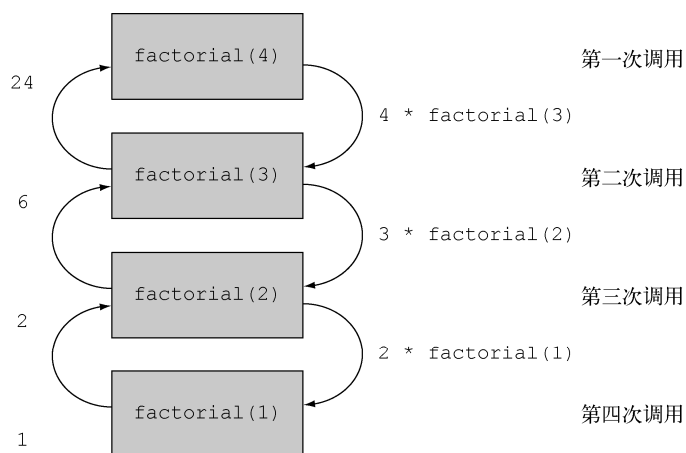 factorial(4)
第一次调用
24
4 * factorial(3)
factorial(3)
第二次调用
6
3 * factorial(2)
factorial(2)
第三次调用
2
2 * factorial(1)
factorial(1)
第四次调用
1